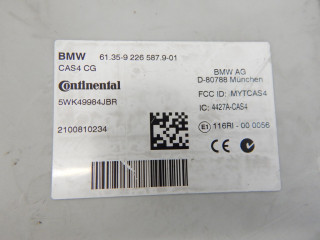 BMW 61.35-9 226 587.9-01
CAS4 CG
BMW AG
D-80788 München
Continental
FCC ID: MYTCAS4
5WK49984JBR
IC: 4427A-CAS4
2100810234
E1 116RI - 00 0056